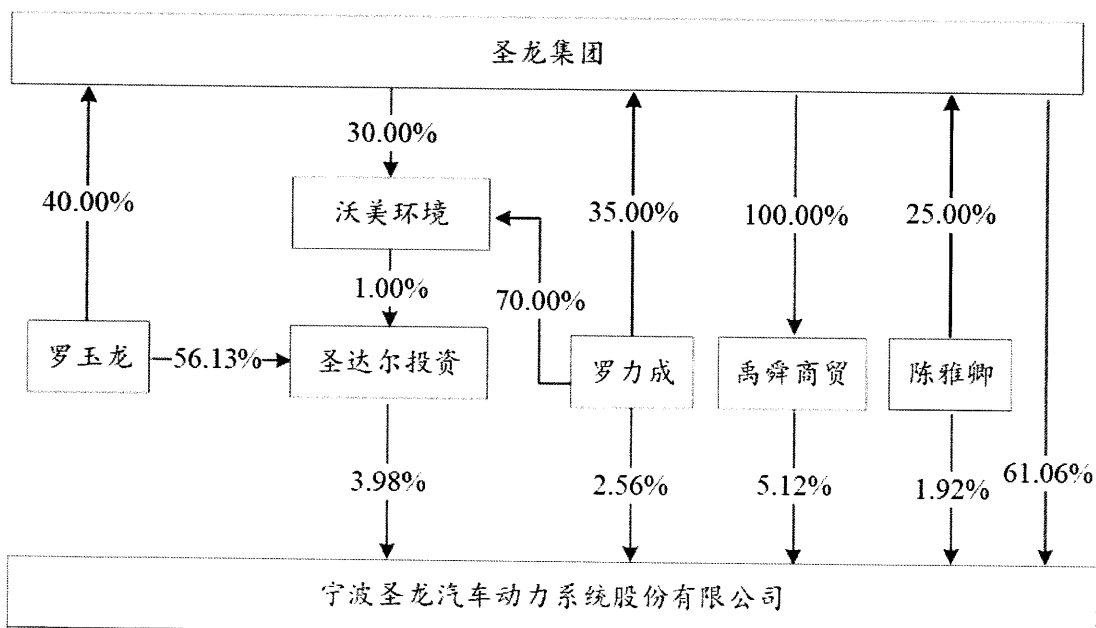 圣龙集团
30.00%
40.00%
沃美环境
35.00%
100.00%
25.00%
1.00%
70.00%
罗玉龙
56.13%
圣达尔投资
罗力成
禹舜商贸
陈雅卿
3.98%
2.56%
5.12%
1.92%
61.06%
宁波圣龙汽车动力系统股份有限公司